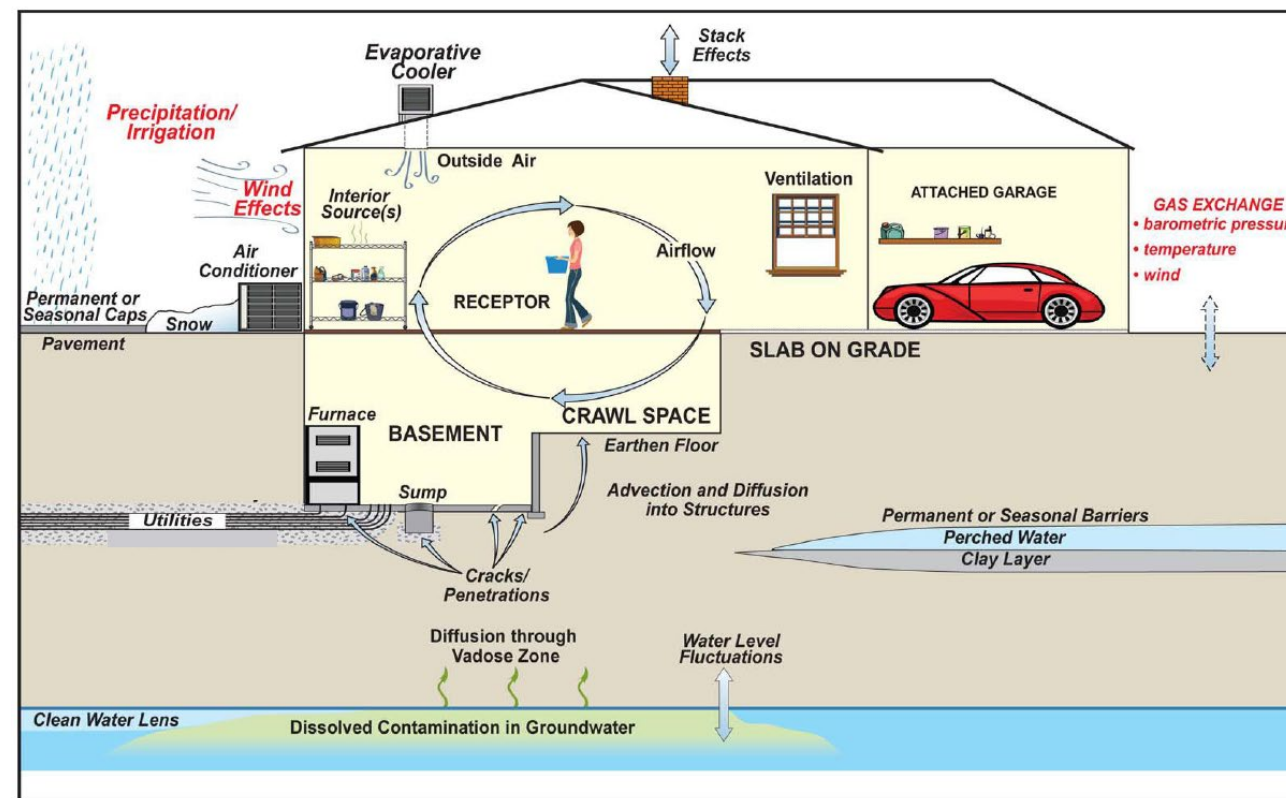 Stack
Effects
Evaporative
Cooler
Precipitation/
Irrigation
Outside Air
Wind
Effects
Interior
Source(s)
Ventilation
ATTACHED GARAGE
GAS EXCHANGE
• barometric pressur
• temperature
• wind
Air
Conditioner
Airflow
RECEPTOR
Permanent or
Seasonal Caps
Snow
Pavement
SLAB ON GRADE
Furnace
BASEMENT
CRAWL SPACE
Earthen Floor
Sump
Advection and Diffusion
into Structures
Utilities
Permanent or Seasonal Barriers
Perched Water
Clay Layer
Cracks/
Penetrations
Diffusion through
Vadose Zone
Water Level
Fluctuations
Clean Water Lens
Dissolved Contamination in Groundwater